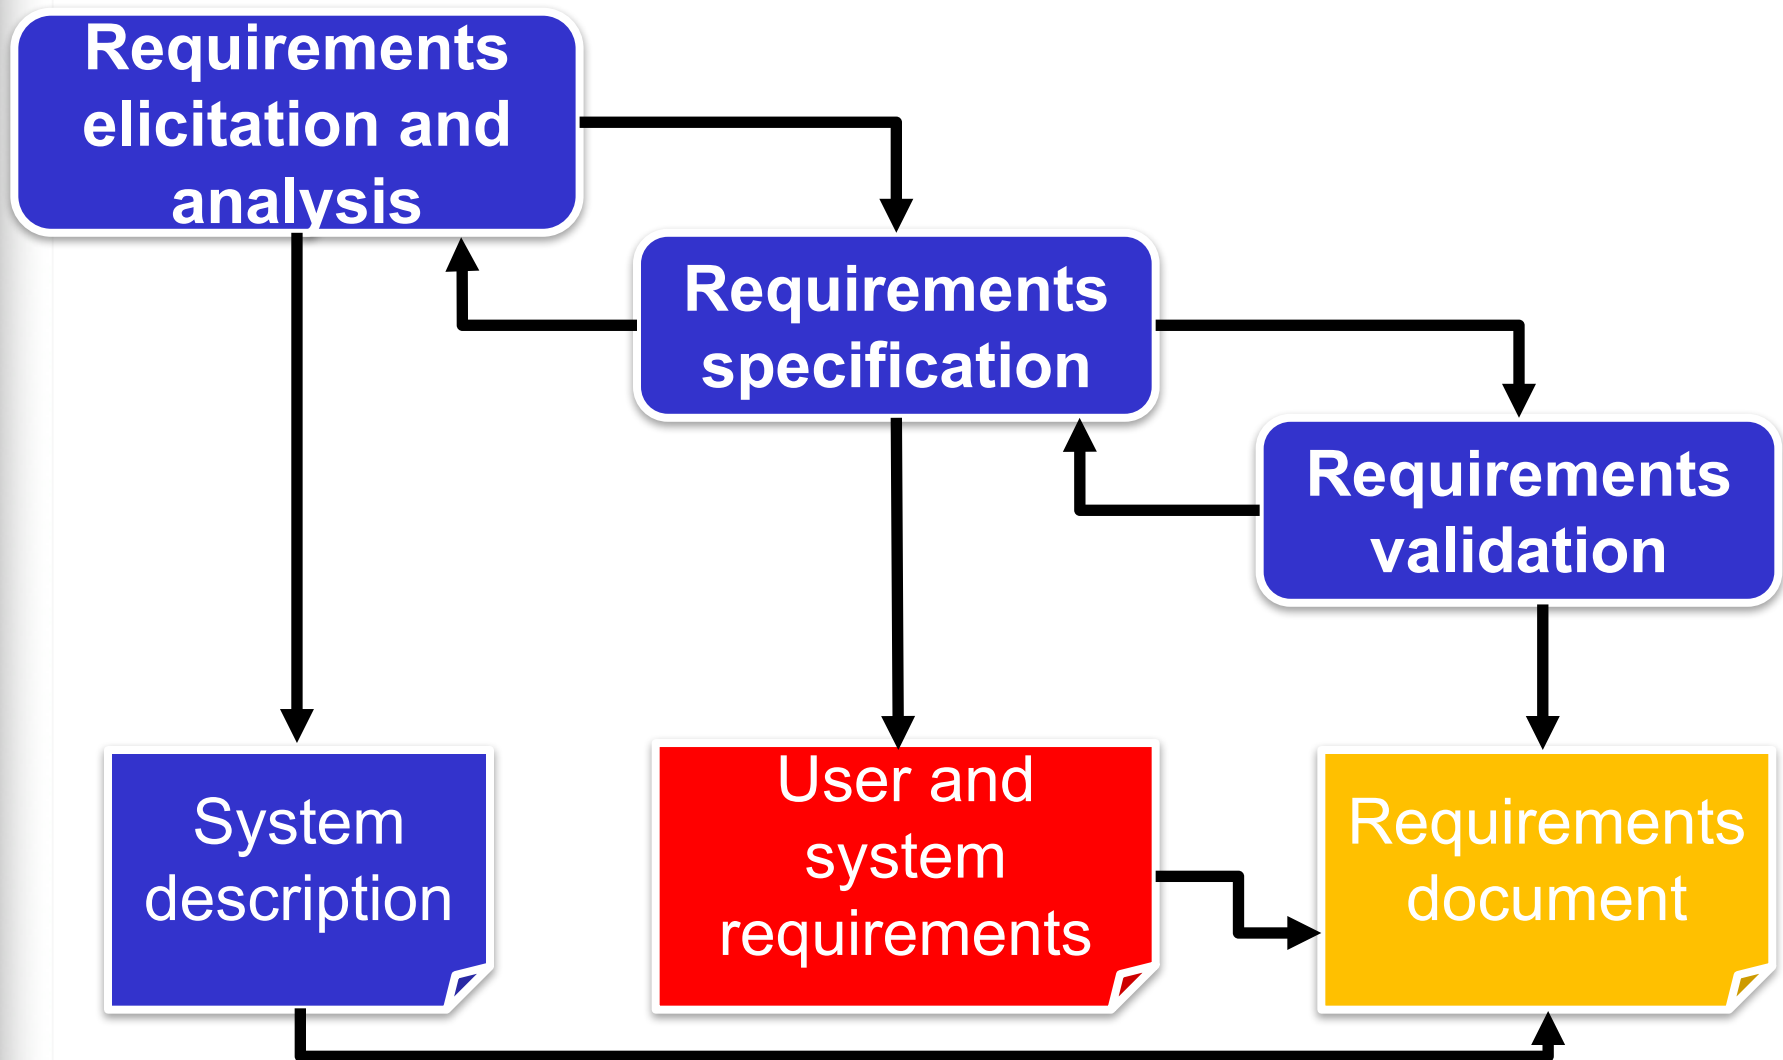 Requirements
elicitation and
analysis
Requirements
specification
Requirements
validation
System
description
User and
system
requirements
Requirements
document